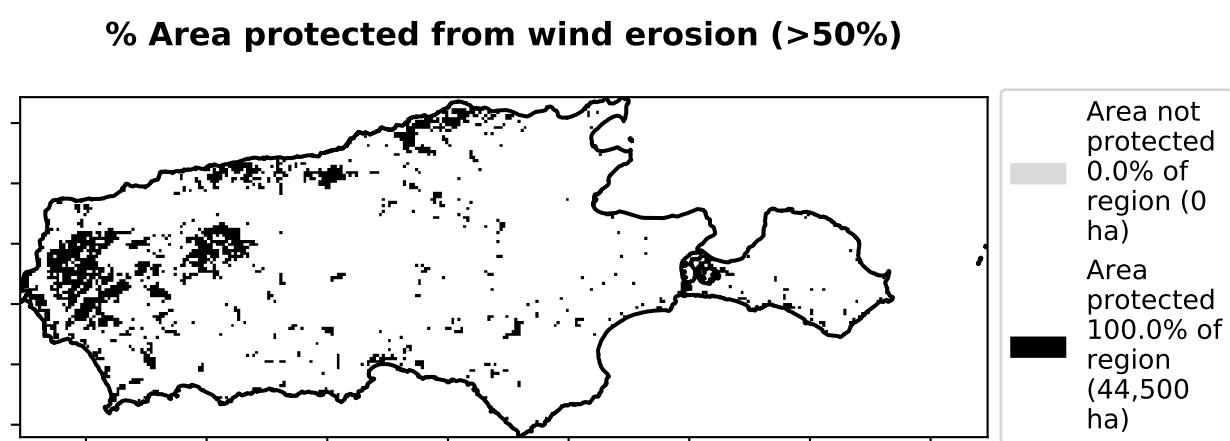 % Area protected from wind erosion (>50%)
Area not
protected
0.0% of
region (0
ha)
Area
protected
100.0% of
region
(44,500
ha)